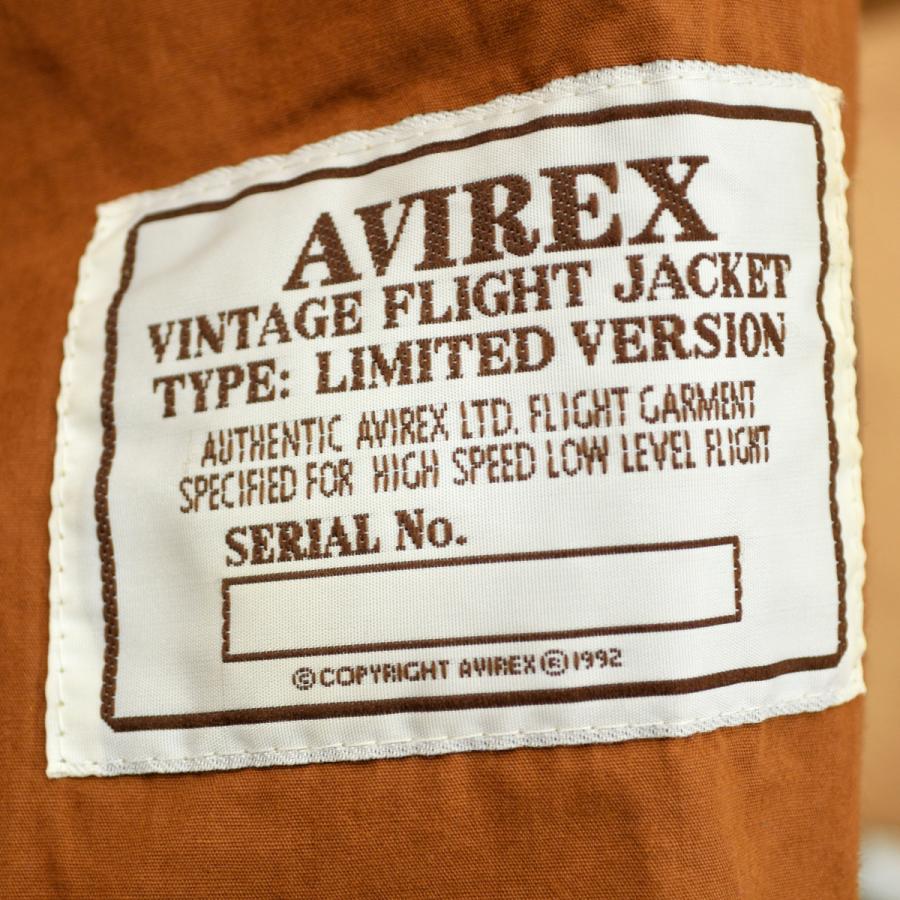 AVIREX
VINTAGE FLIGHT JACKET
TYPE: LIMITED VERSION
AUTHENTIC AVIREX LTD. FLIGHT GARMENT
SPECIFIED FOR HIGH SPEED LOW LEVEL FLIGHT
SERIAL No.
©COPYRIGHT AVIREX®1992